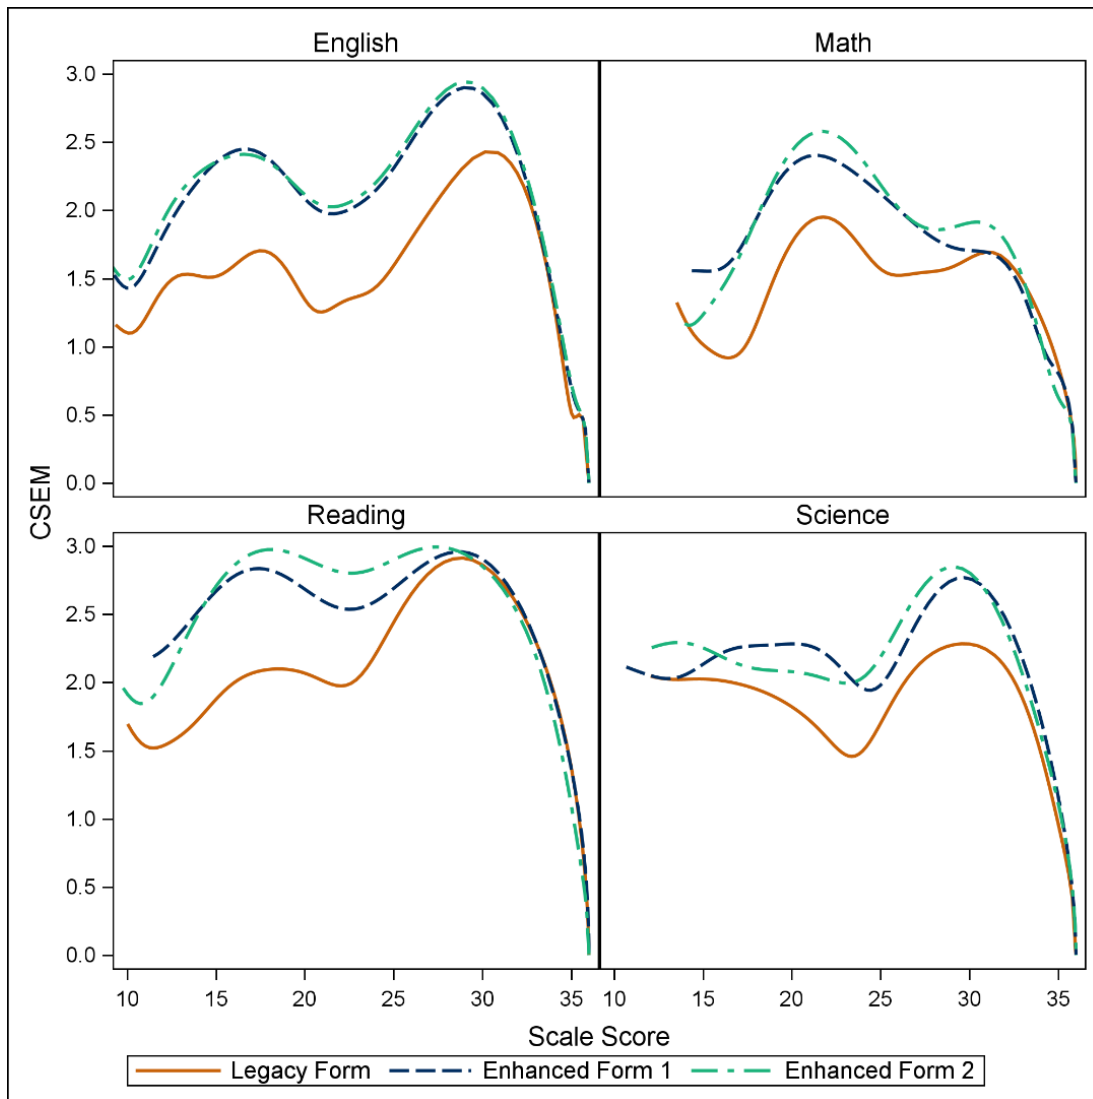 English Math
3.0
2.5
2.0
1.5
1.0
0.5
0.0
CSEM
Reading Science
3.0
2.5
2.0
1.5
1.0
0.5
0.0
10 15 20 25 30 35 10 15 20 25 30 35
Scale Score
Legacy Form Enhanced Form 1 Enhanced Form 2